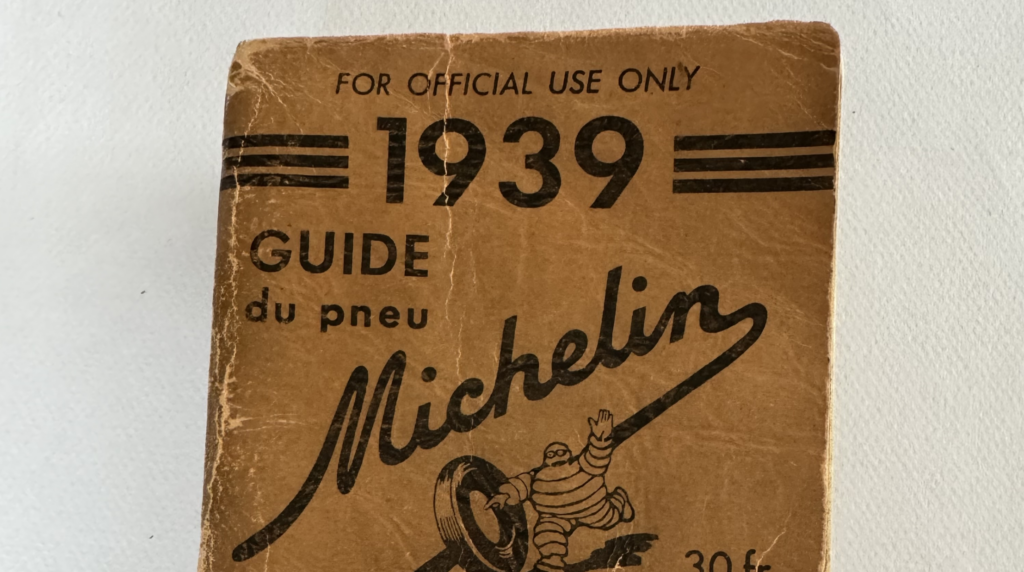 FOR OFFICIAL USE ONLY
1939
GUIDE
du pneu
Michelin
30 fr